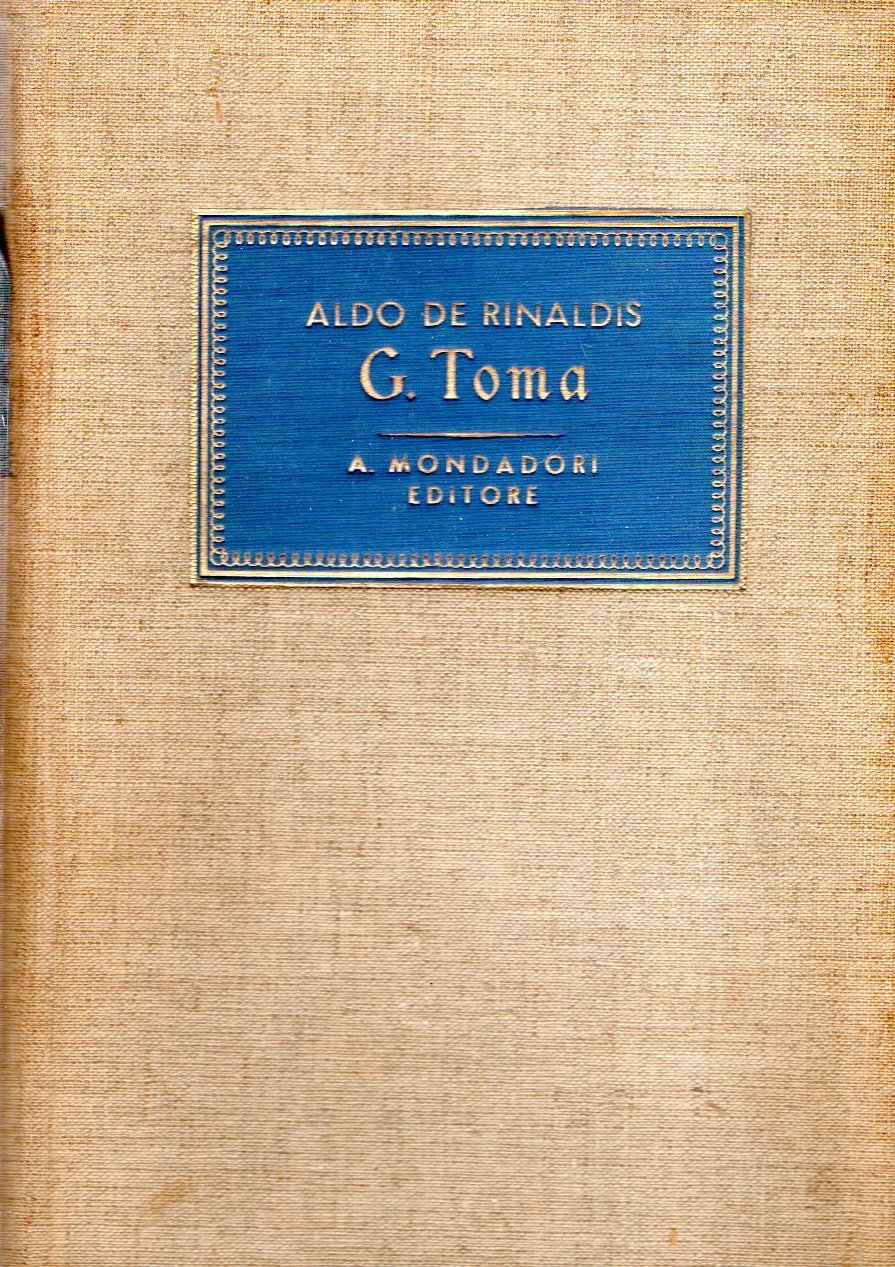 ALDO DE RINALDIS
G. Toma
A. MONDADORI
EDITORE